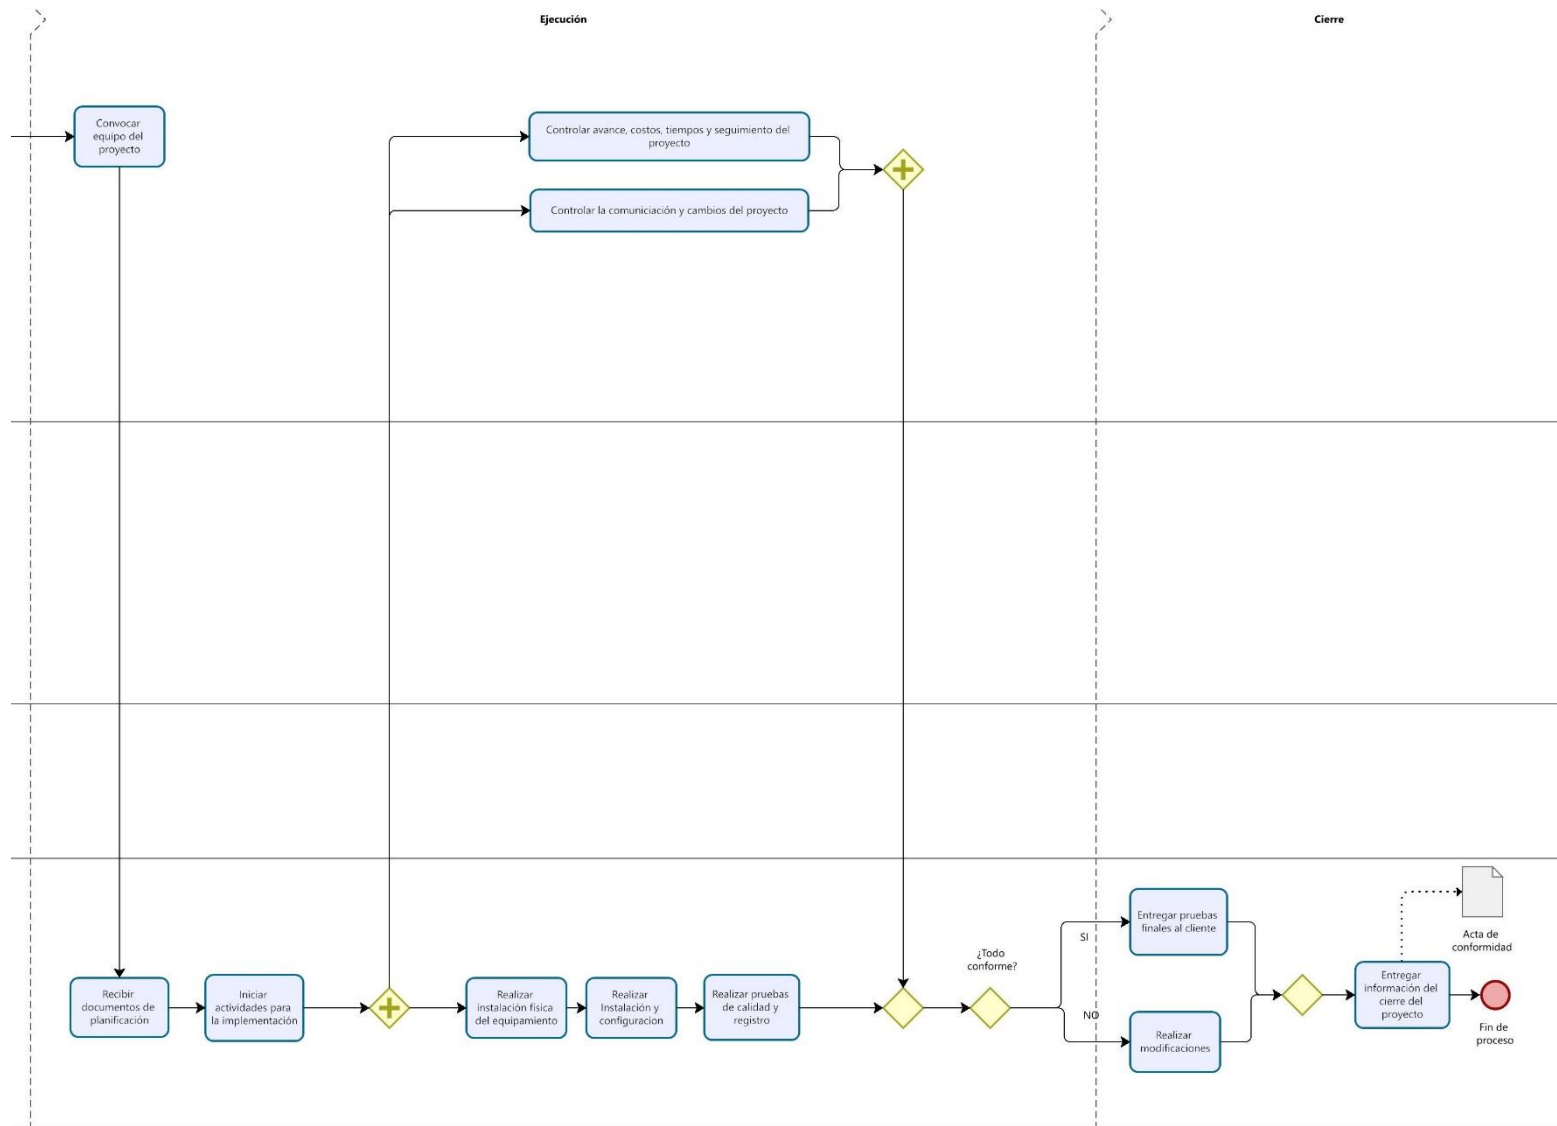 Ejecución
Cierre
Convocar
equipo del
proyecto
Controlar avance, costos, tiempos y seguimiento del
proyecto
Controlar la comuniciación y cambios del proyecto
Recibir
documentos de
planificación
Iniciar
actividades para
la implementación
Realizar
instalación física
del equipamiento
Realizar
Instalación y
configuracion
Realizar pruebas
de calidad y
registro
¿Todo
conforme?
SI
NO
Entregar pruebas
finales al cliente
Realizar
modificaciones
Entregar
información del
cierre del
proyecto
Acta de
conformidad
Fin de
proceso